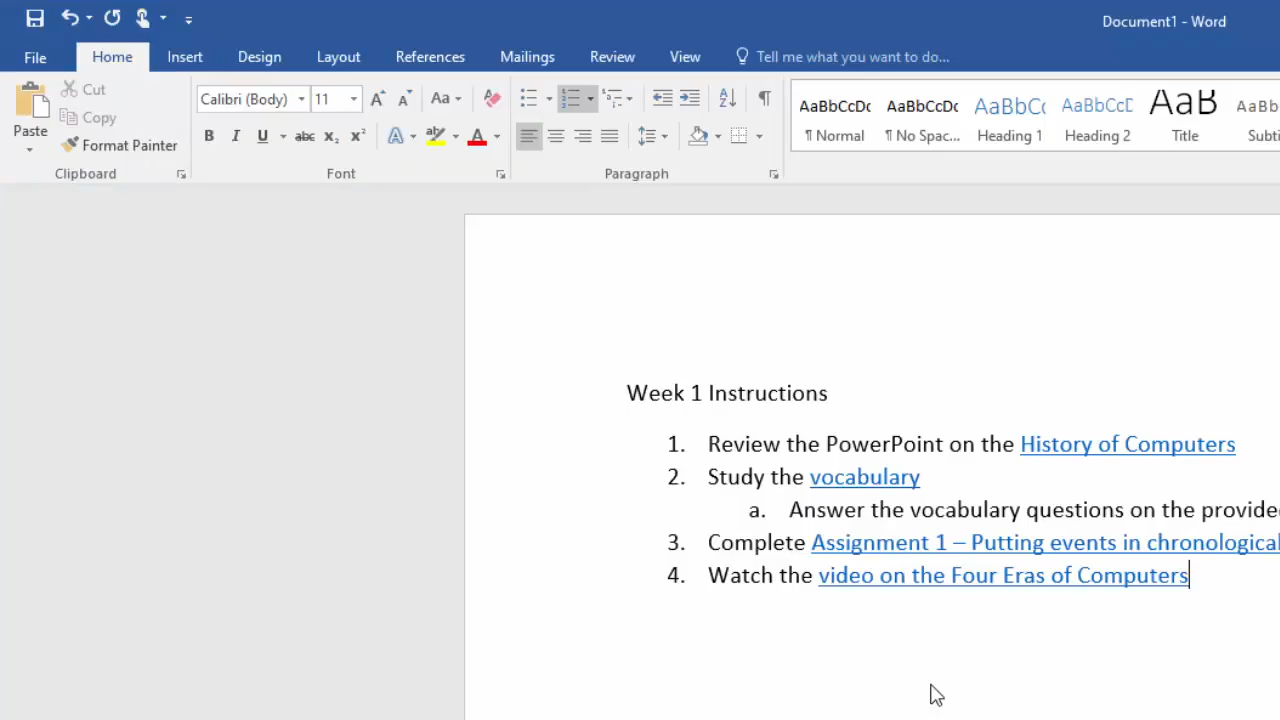 Document1 - Word
File Home Insert Design Layout References Mailings Review View Tell me what you want to do...
Cut
Copy
Paste
Format Painter
Clipboard
Calibri (Body) 11
Aa
B I U abc x₂ x² A ab A
Font
Paragraph
AaBbCcDc AaBbCcDc AaBbCc AaBbCcD AaB AaBb
¶ Normal ¶ No Spac... Heading 1 Heading 2 Title
Week 1 Instructions
1. Review the PowerPoint on the History of Computers
2. Study the vocabulary
a. Answer the vocabulary questions on the
3. Complete Assignment 1 – Putting events in chronological
4. Watch the video on the Four Eras of Computers